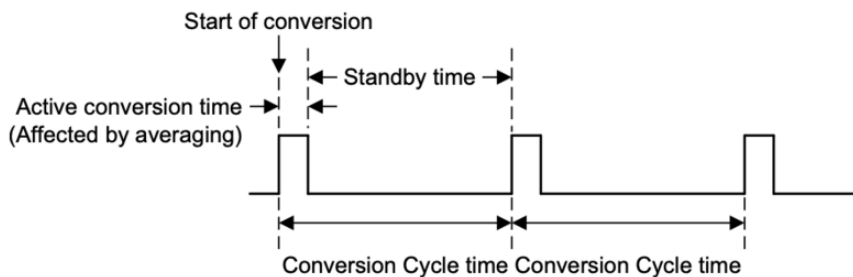 Start of conversion
Standby time
Active conversion time
(Affected by averaging)
Conversion Cycle time Conversion Cycle time